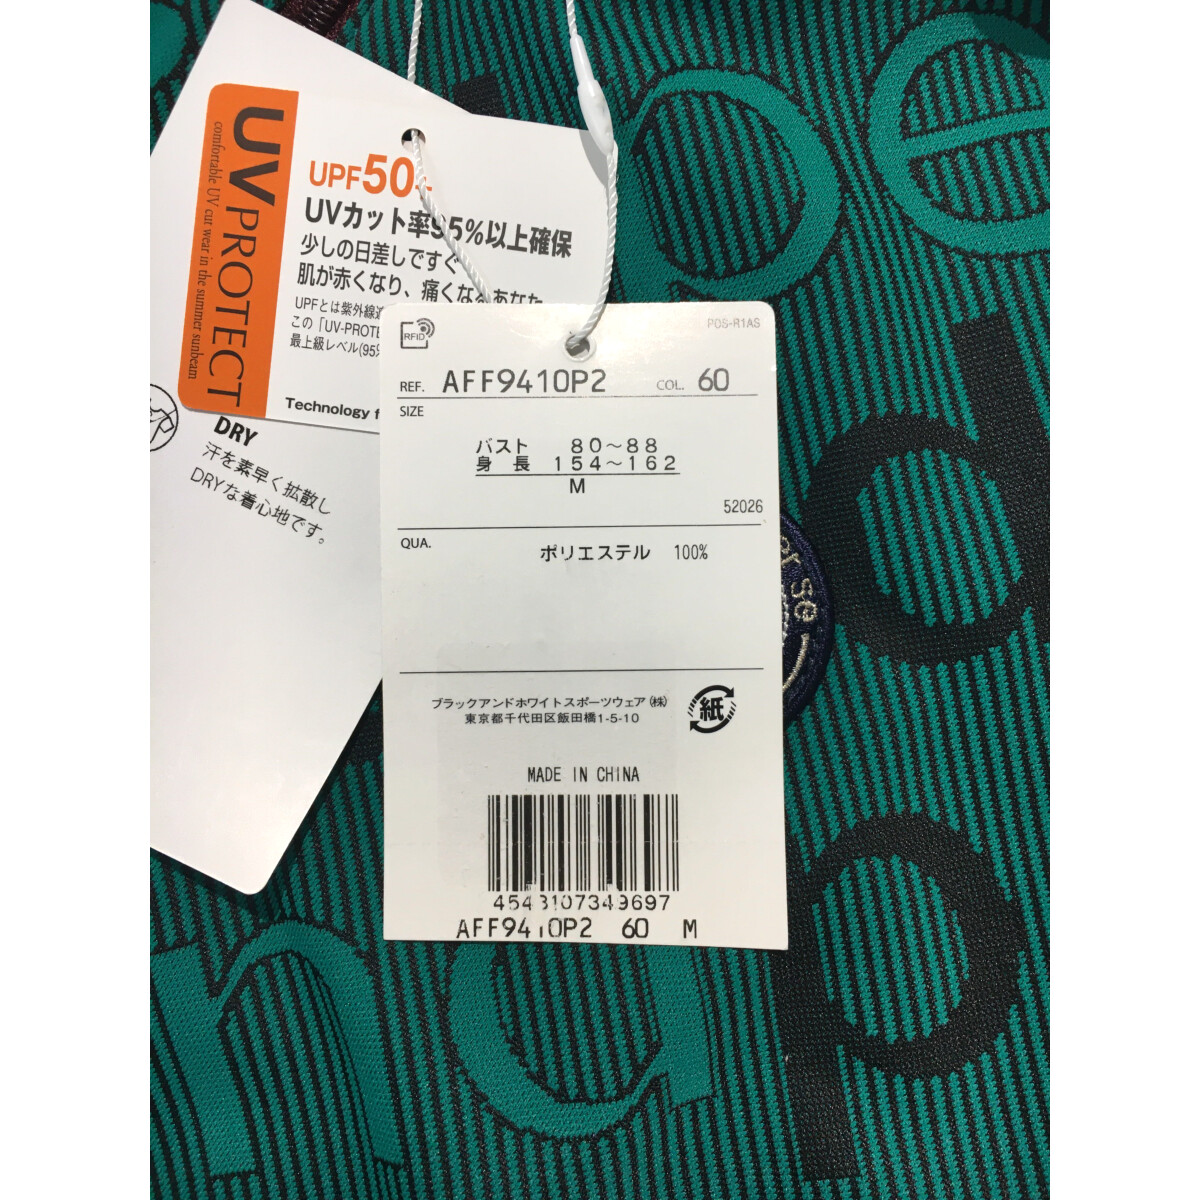 UV PROTECT
comfortable UV cut wear in the summer sunbeam
UPF50+
UVカット率95%以上確保
少しの日差しですぐ
肌が赤くなり、痛くなるあなた
UPFとは紫外線
この「UV-PROTE
最上級レベル(95%
Technology f
DRY
汗を素早く拡散し
DRYな着心地です。
RFID
POS-R1AS
REF. AFF9410P2 COL. 60
SIZE
バスト 80～88
身長 154～162
M
52026
QUA. ポリエステル 100%
ブラックアンドホワイトスポーツウェア(株)
東京都千代田区飯田橋1-5-10
紙
MADE IN CHINA
4543107349697
AFF9410P2 60 M